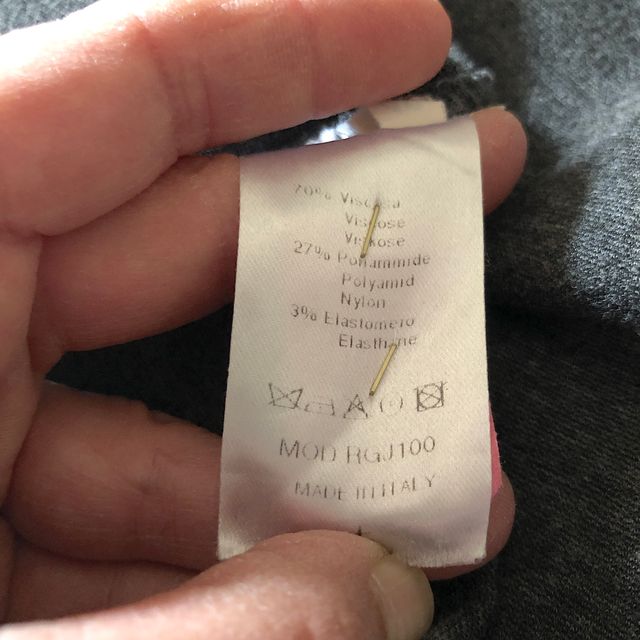 70% Viscosa
Viscose
Viskose
27% Poliammide
Polyamid
Nylon
3% Elastomero
Elasthane
MOD RGJ100
MADE IN ITALY